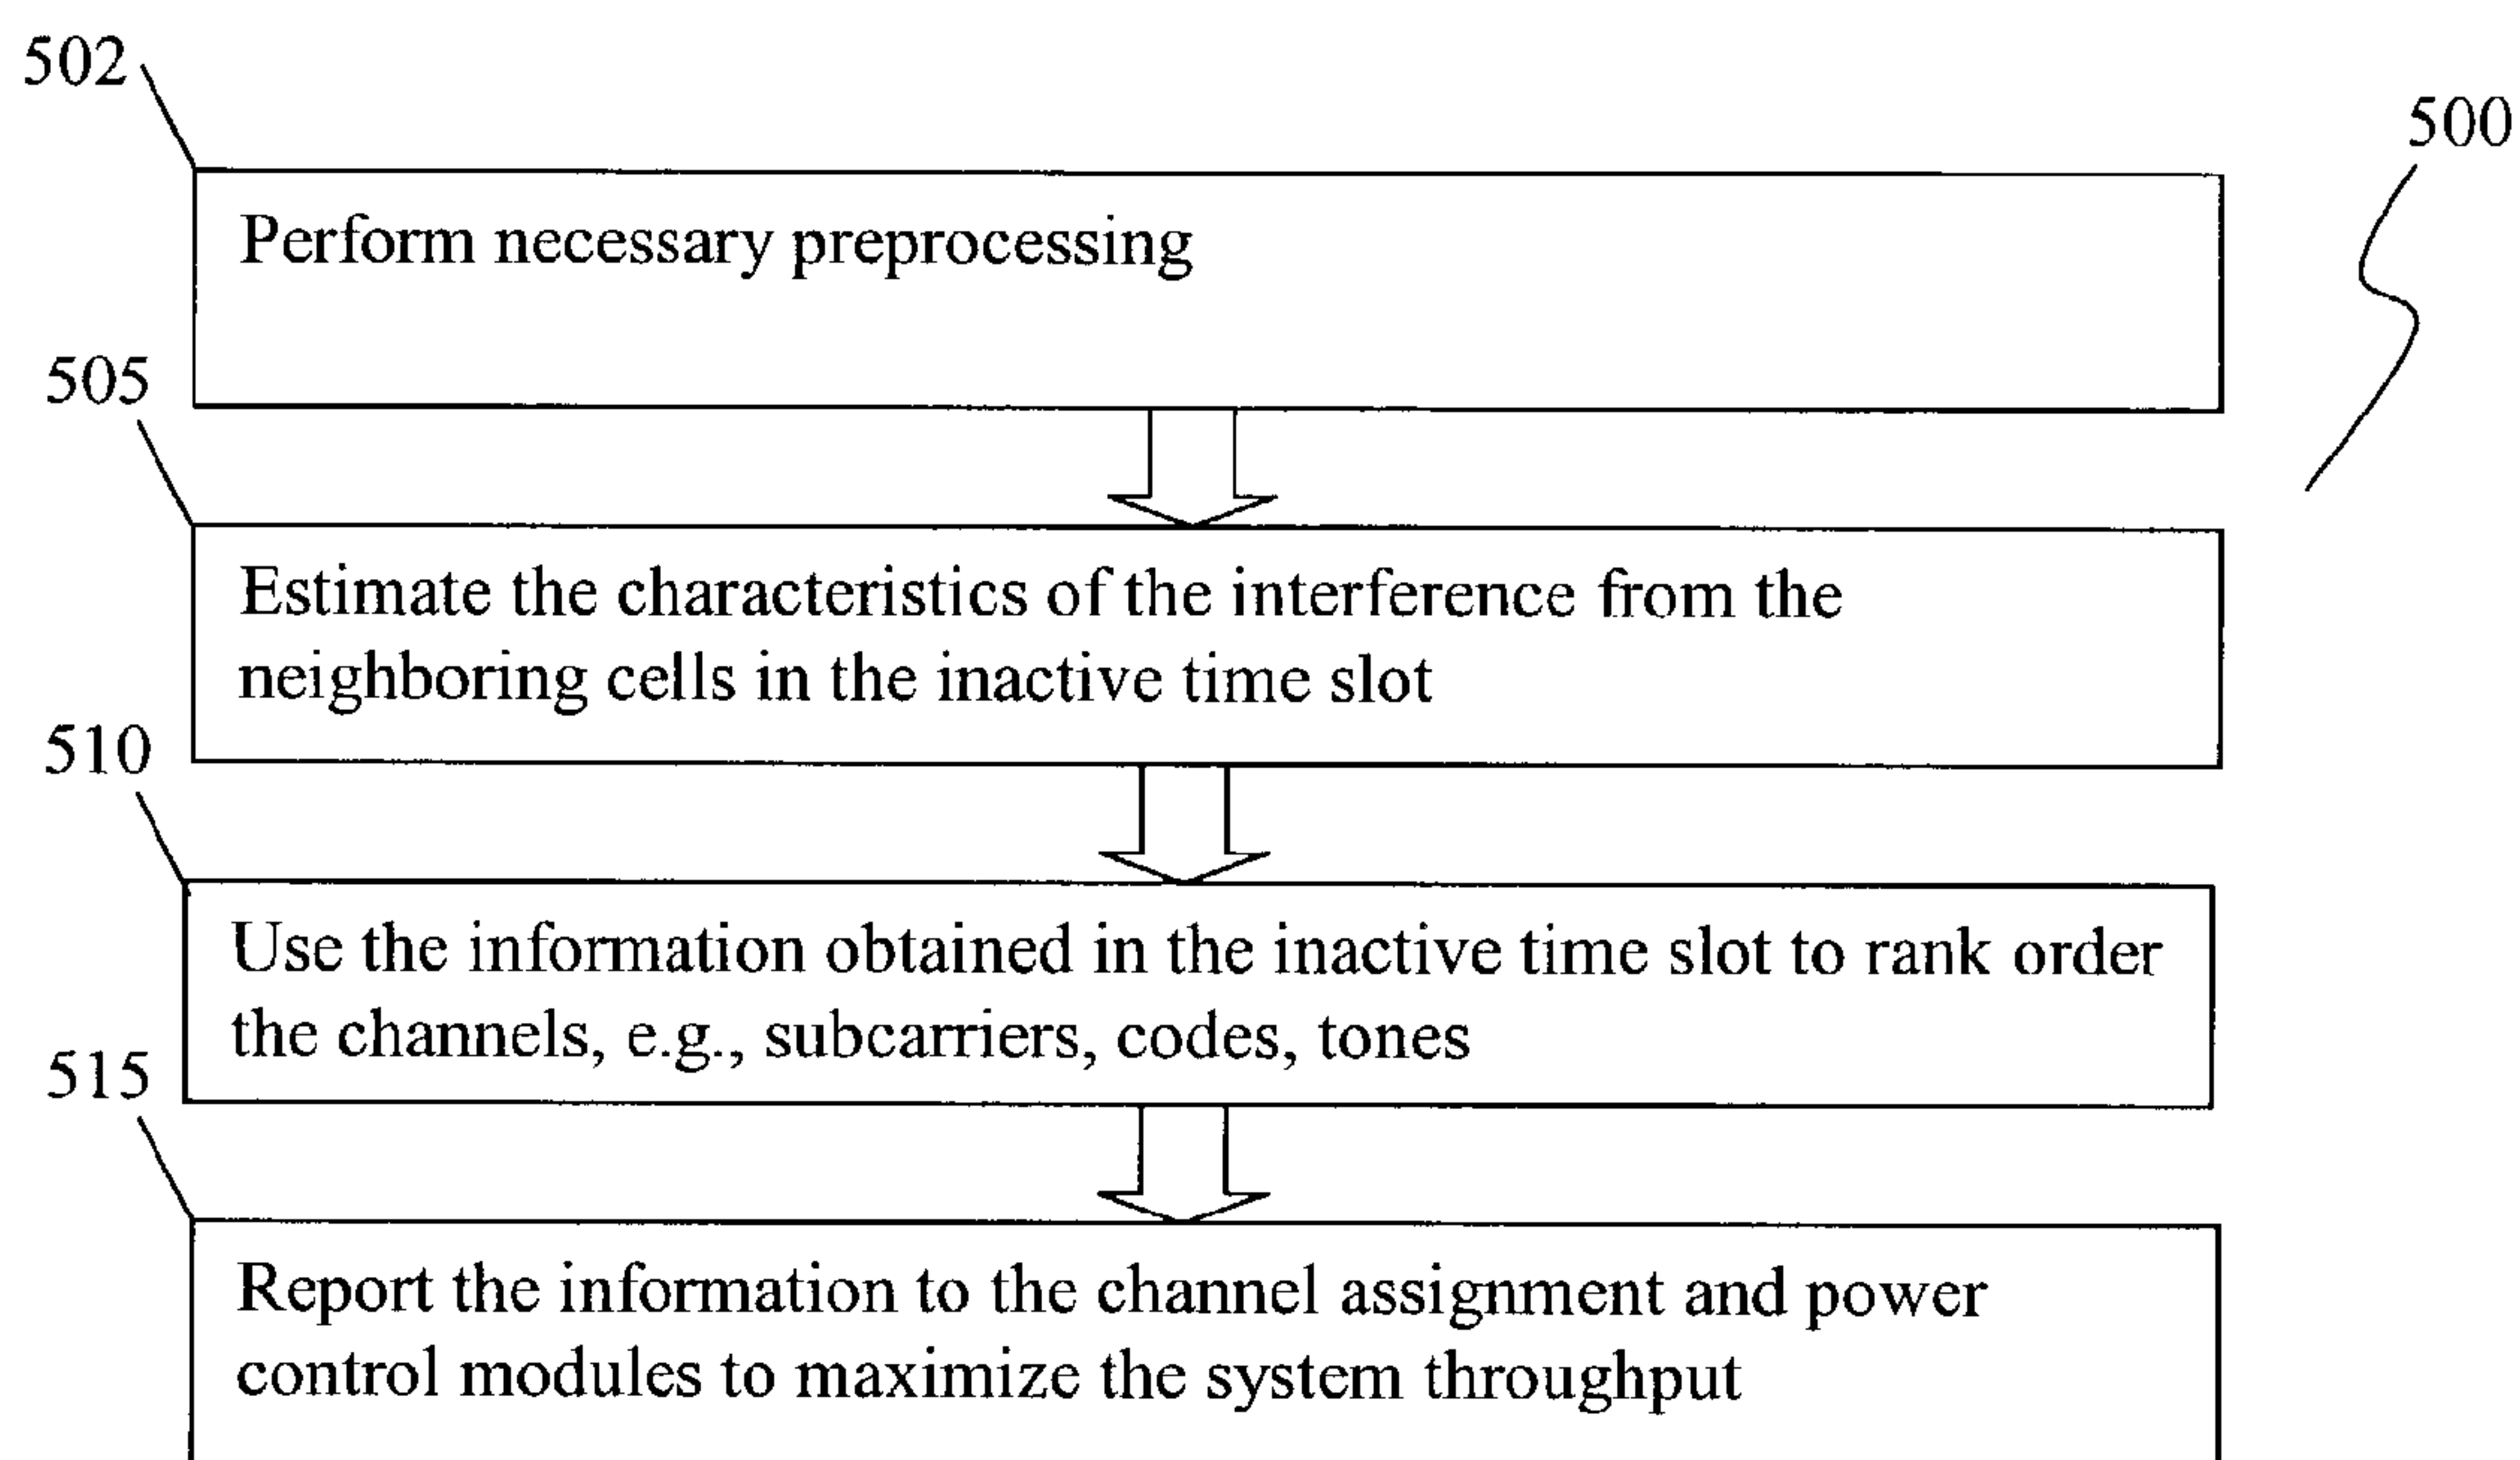 502
500
Perform necessary preprocessing
505
Estimate the characteristics of the interference from the
neighboring cells in the inactive time slot
510
Use the information obtained in the inactive time slot to rank order
the channels, e.g., subcarriers, codes, tones
515
Report the information to the channel assignment and power
control modules to maximize the system throughput